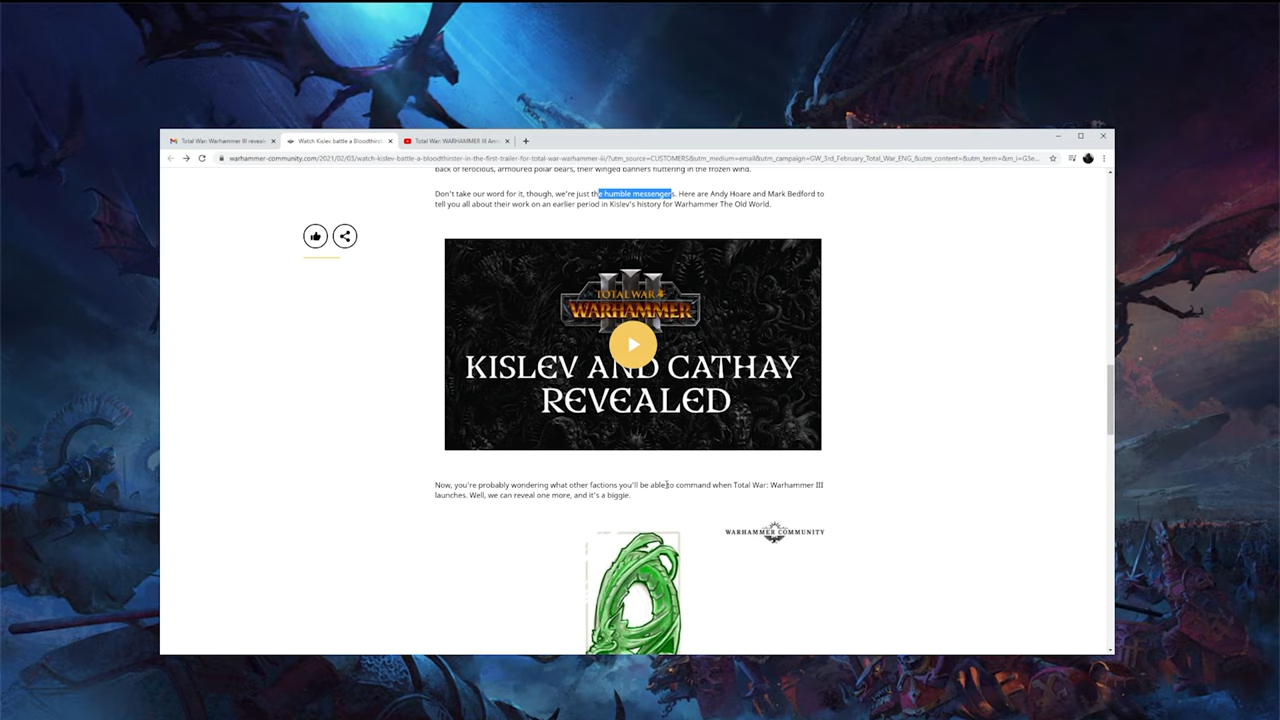 Total War: Warhammer III reveale
Watch Kislev battle a Bloodthirst
Total War: WARHAMMER III Ann
warhammer-community.com/2021/02/03/watch-kislev-battle-a-bloodthirster-in-the-first-trailer-for-total-war-warhammer-iii/?utm_source=CUSTOMERS&utm_medium=email&utm_campaign=GW_3rd_February_Total_War_ENG_&utm_content=&utm_term=&m_i=G3e...
back of ferocious, armoured polar bears, their winged banners fluttering in the frozen wind.
Don't take our word for it, though, we're just the humble messengers. Here are Andy Hoare and Mark Bedford to
tell you all about their work on an earlier period in Kislev's history for Warhammer The Old World.
TOTAL WAR
WARHAMMER
III
KISLEV AND CATHAY
REVEALED
Now, you're probably wondering what other factions you'll be able to command when Total War: Warhammer III
launches. Well, we can reveal one more, and it's a biggie.
WARHAMMER COMMUNITY